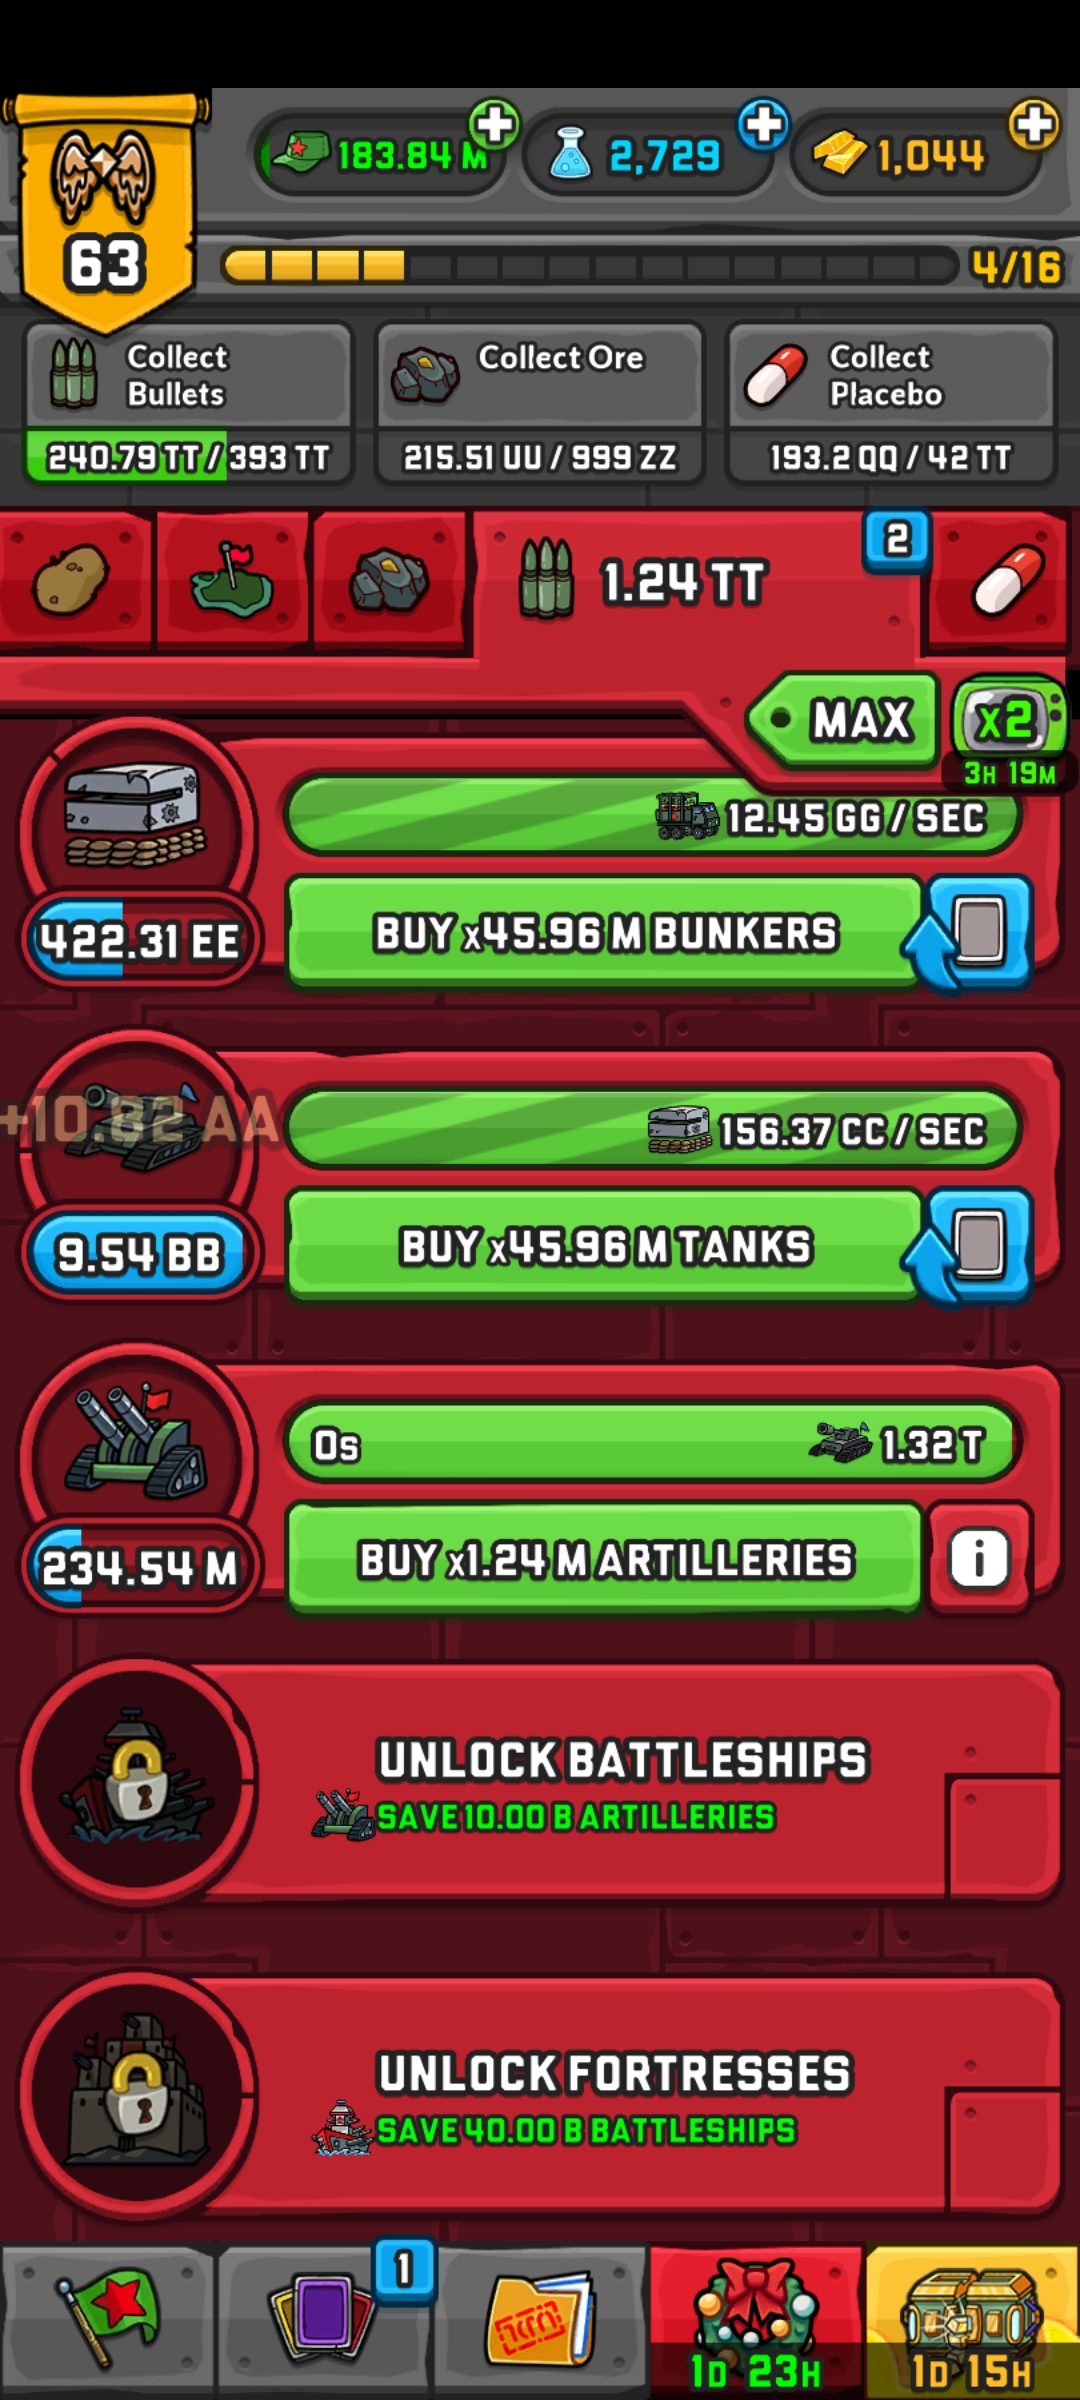 183.84 M
2,729
1,044
63
4/16
Collect
Bullets
240.79 TT / 393 TT
Collect Ore
215.51 UU / 999 ZZ
Collect
Placebo
193.2 QQ / 42 TT
1.24 TT
2
MAX
x2
3H 19M
12.45 GG / SEC
422.31 EE
BUY x45.96 M BUNKERS
+10.82 AA
156.37 CC / SEC
9.54 BB
BUY x45.96 M TANKS
0s
1.32 T
234.54 M
BUY x1.24 M ARTILLERIES
i
UNLOCK BATTLESHIPS
SAVE 10.00 B ARTILLERIES
UNLOCK FORTRESSES
SAVE 40.00 B BATTLESHIPS
1
1D 23H
1D 15H